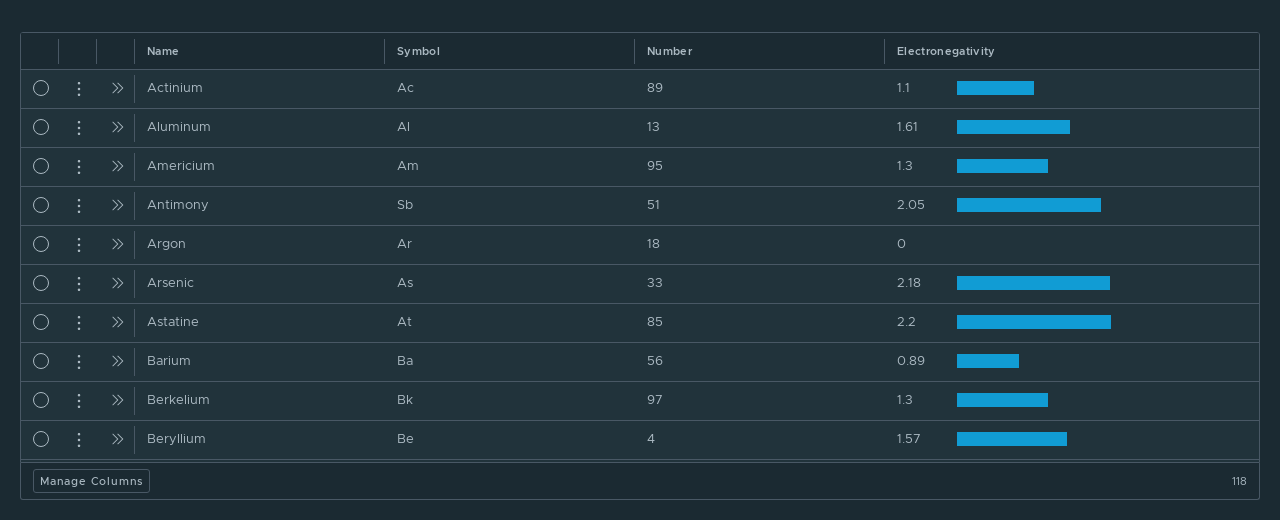 Name Symbol Number Electronegativity
Actinium Ac 89 1.1
Aluminum Al 13 1.61
Americium Am 95 1.3
Antimony Sb 51 2.05
Argon Ar 18 0
Arsenic As 33 2.18
Astatine At 85 2.2
Barium Ba 56 0.89
Berkelium Bk 97 1.3
Beryllium Be 4 1.57
Manage Columns 118